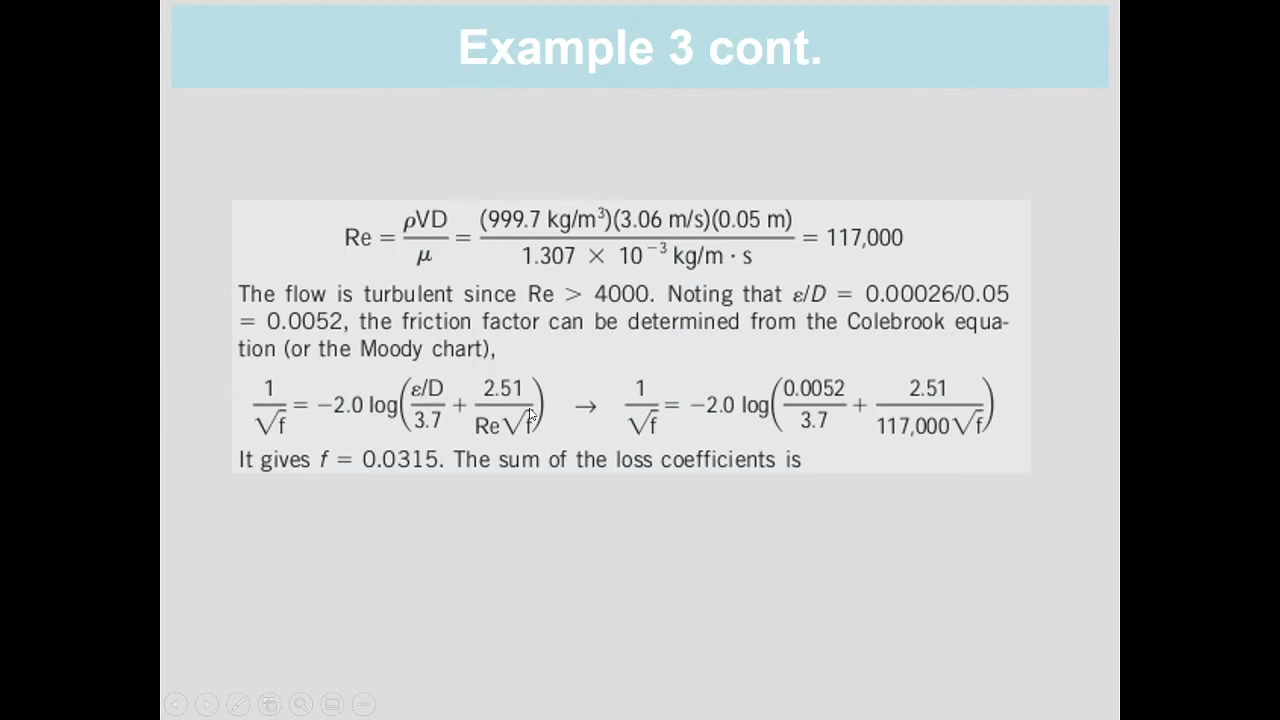 Example 3 cont.
Re = ρVD/μ = (999.7 kg/m³)(3.06 m/s)(0.05 m)/1.307 × 10⁻³ kg/m · s = 117,000
The flow is turbulent since Re > 4000. Noting that ε/D = 0.00026/0.05
= 0.0052, the friction factor can be determined from the Colebrook equa-
tion (or the Moody chart),
1/√f = −2.0 log(ε/D/3.7 + 2.51/Re√f) → 1/√f = −2.0 log(0.0052/3.7 + 2.51/117,000√f)
It gives f = 0.0315. The sum of the loss coefficients is